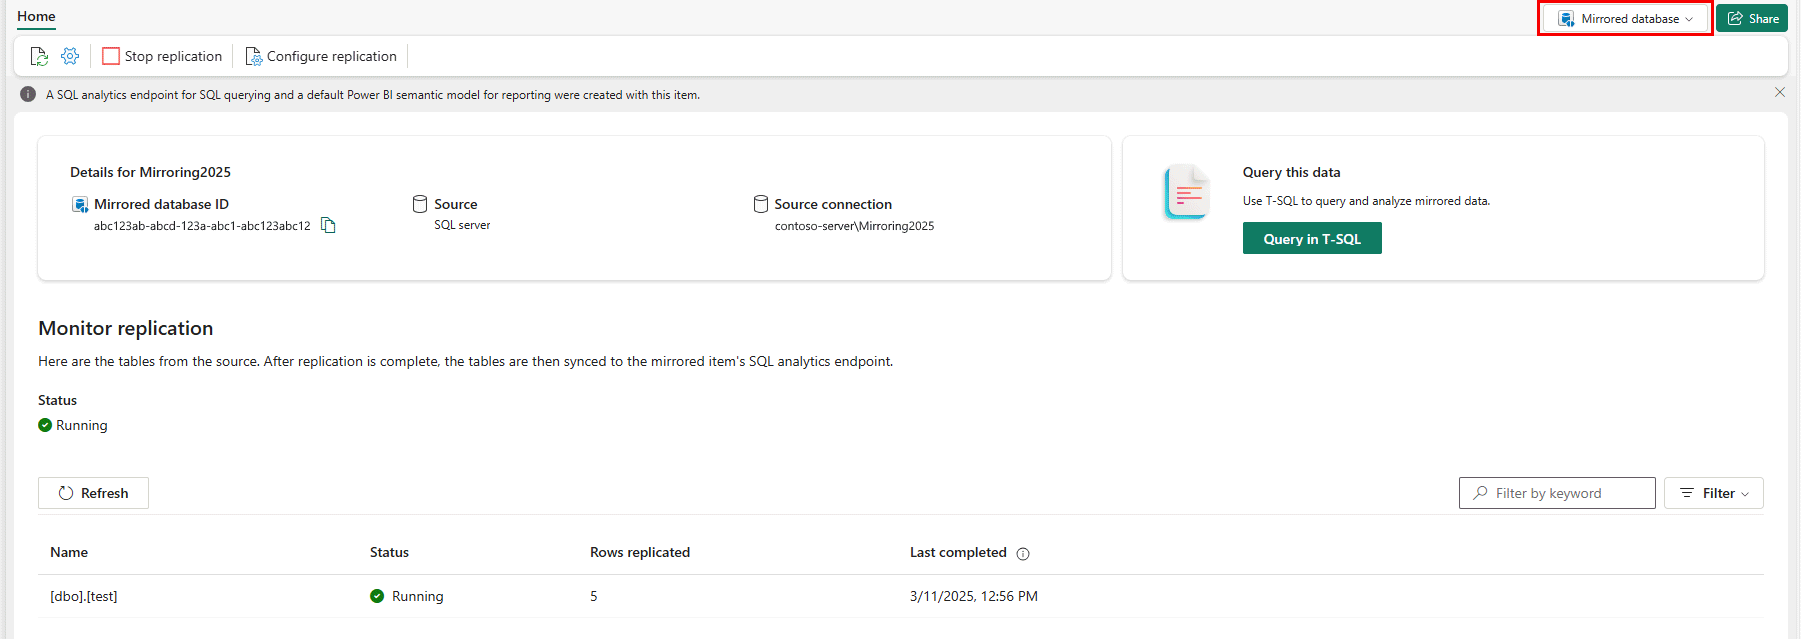 Home
Mirrored database
Share
Stop replication
Configure replication
A SQL analytics endpoint for SQL querying and a default Power BI semantic model for reporting were created with this item.
Details for Mirroring2025
Mirrored database ID
abc123ab-abcd-123a-abc1-abc123abc12
Source
SQL server
Source connection
contoso-server\Mirroring2025
Query this data
Use T-SQL to query and analyze mirrored data.
Query in T-SQL
Monitor replication
Here are the tables from the source. After replication is complete, the tables are then synced to the mirrored item's SQL analytics endpoint.
Status
Running
Refresh
Filter by keyword
Filter
Name Status Rows replicated Last completed
[dbo].[test] Running 5 3/11/2025, 12:56 PM